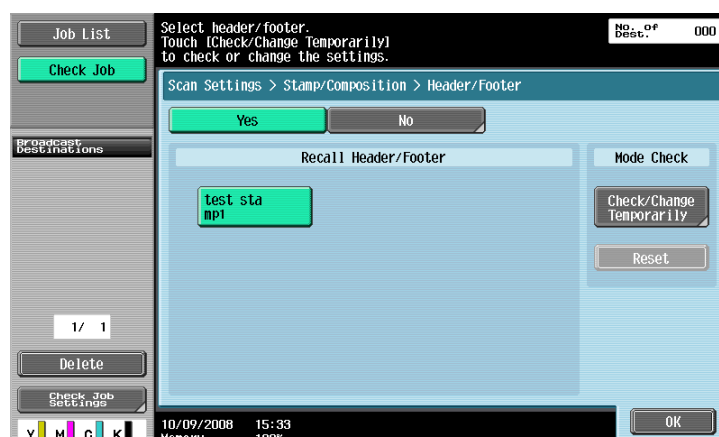 Job List
Check Job
Broadcast
Destinations
1/ 1
Delete
Check Job
Settings
Y M C K
Select header/footer.
Touch [Check/Change Temporarily]
to check or change the settings.
No. of
Dest.
000
Scan Settings > Stamp/Composition > Header/Footer
Yes
No
Recall Header/Footer
test sta
mp1
Mode Check
Check/Change
Temporarily
Reset
10/09/2008 15:33
Memory 100%
OK